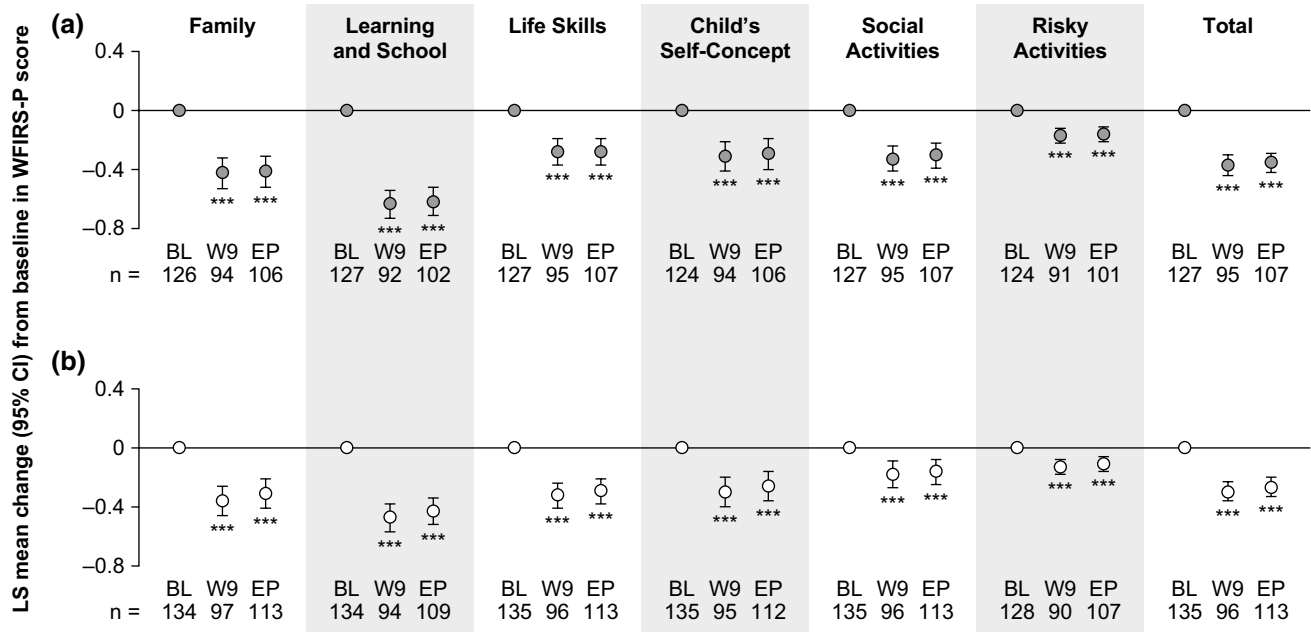 (a)
Family
Learning
and School
Life Skills
Child's
Self-Concept
Social
Activities
Risky
Activities
Total
LS mean change (95% CI) from baseline in WFIRS-P score
0.4
0
–0.4
–0.8
*** ***
*** ***
*** ***
*** ***
*** ***
*** ***
*** ***
BL W9 EP BL W9 EP BL W9 EP BL W9 EP BL W9 EP BL W9 EP BL W9 EP
n = 126 94 106 127 92 102 127 95 107 124 94 106 127 95 107 124 91 101 127 95 107
(b)
0.4
0
–0.4
–0.8
*** ***
*** ***
*** ***
*** ***
*** ***
*** ***
*** ***
BL W9 EP BL W9 EP BL W9 EP BL W9 EP BL W9 EP BL W9 EP BL W9 EP
n = 134 97 113 134 94 109 135 96 113 135 95 112 135 96 113 128 90 107 135 96 113